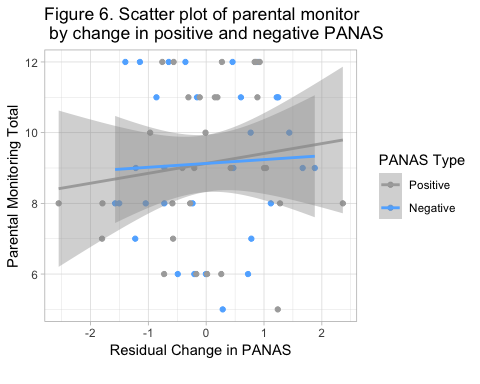 Figure 6. Scatter plot of parental monitor
by change in positive and negative PANAS
12
10
8
6
Parental Monitoring Total
-2 -1 0 1 2
Residual Change in PANAS
PANAS Type
Positive
Negative